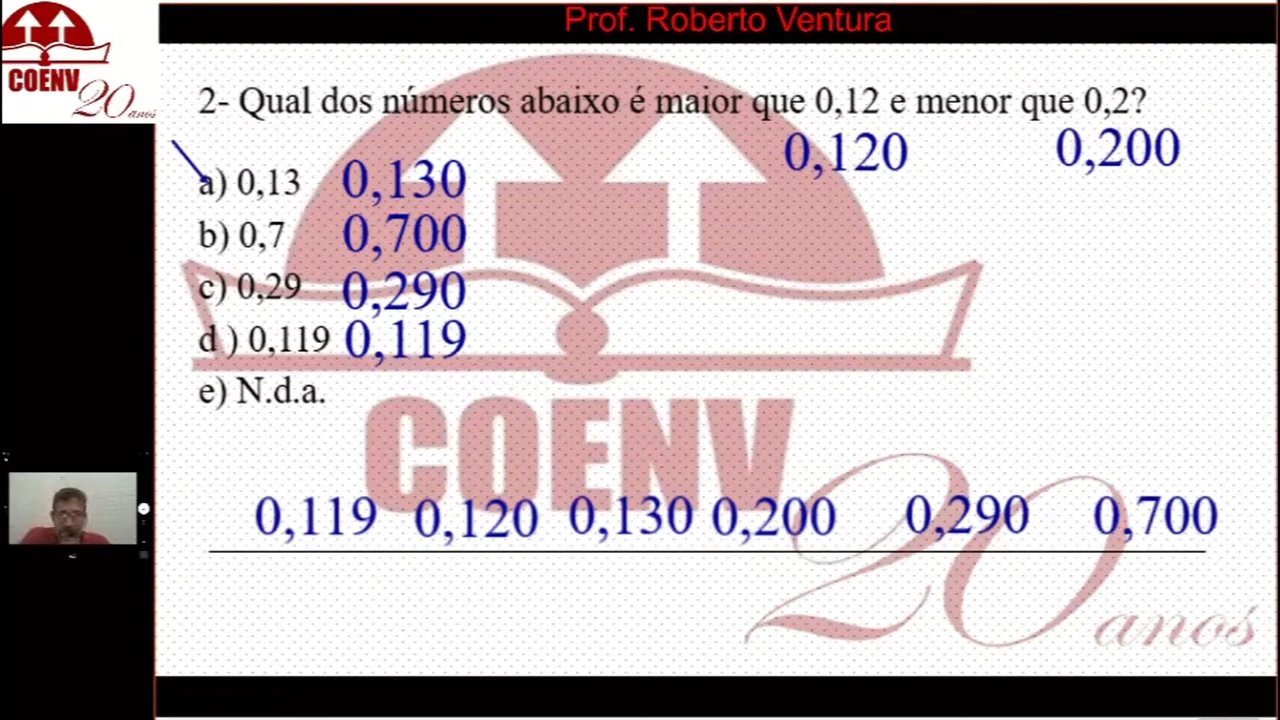 Prof. Roberto Ventura
COENV
20 anos
2- Qual dos números abaixo é maior que 0,12 e menor que 0,2?
0,120 0,200
a) 0,13 0,130
b) 0,7 0,700
c) 0,29 0,290
d ) 0,119 0,119
e) N.d.a.
COENV
0,119 0,120 0,130 0,200 0,290 0,700
20 anos